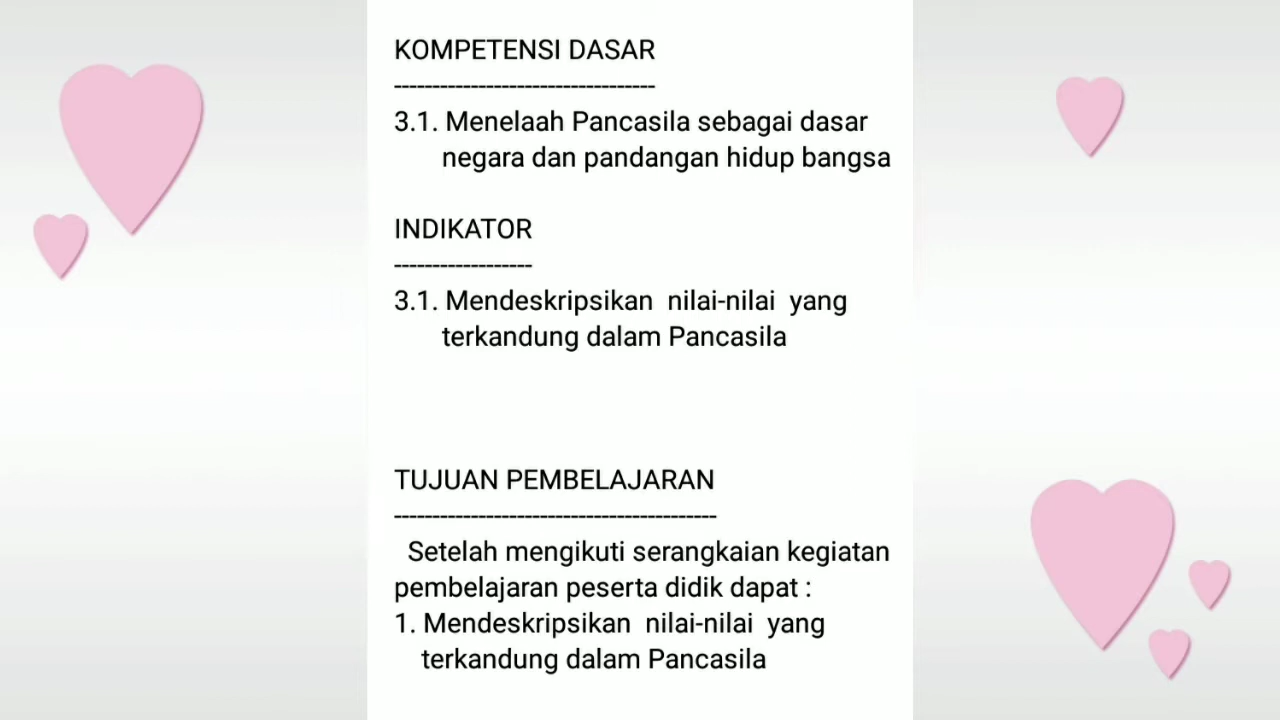 KOMPETENSI DASAR
----------------------------------
3.1. Menelaah Pancasila sebagai dasar
negara dan pandangan hidup bangsa
INDIKATOR
------------------
3.1. Mendeskripsikan nilai-nilai yang
terkandung dalam Pancasila
TUJUAN PEMBELAJARAN
------------------------------------------
Setelah mengikuti serangkaian kegiatan
pembelajaran peserta didik dapat :
1. Mendeskripsikan nilai-nilai yang
terkandung dalam Pancasila